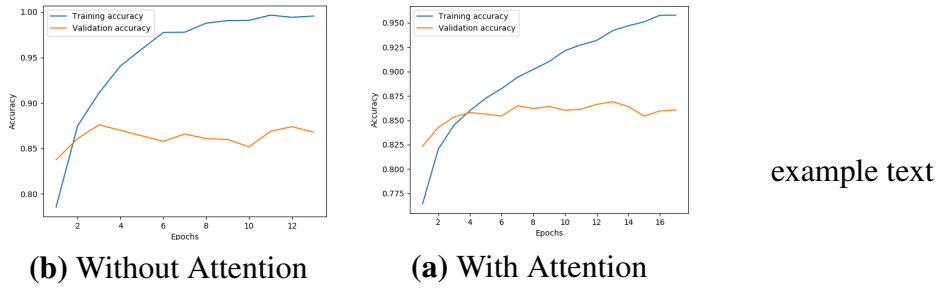 1.00
0.95
0.90
0.85
0.80
Accuracy
Training accuracy
Validation accuracy
2 4 6 8 10 12
Epochs
(b) Without Attention
0.950
0.925
0.900
0.875
0.850
0.825
0.800
0.775
Accuracy
Training accuracy
Validation accuracy
2 4 6 8 10 12 14 16
Epochs
(a) With Attention
example text